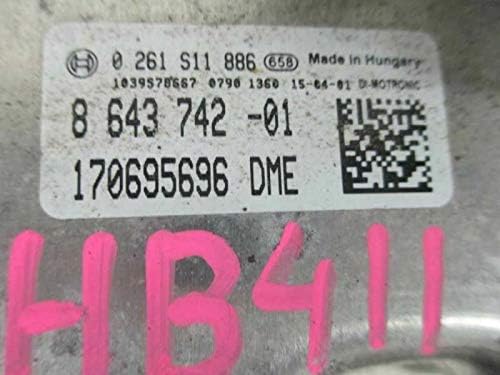 0 261 S11 886 658 Made in Hungary
1039S78667 0790 1360 15-04-01 DI-MOTRONIC
8 643 742 -01
170695696 DME
HB411